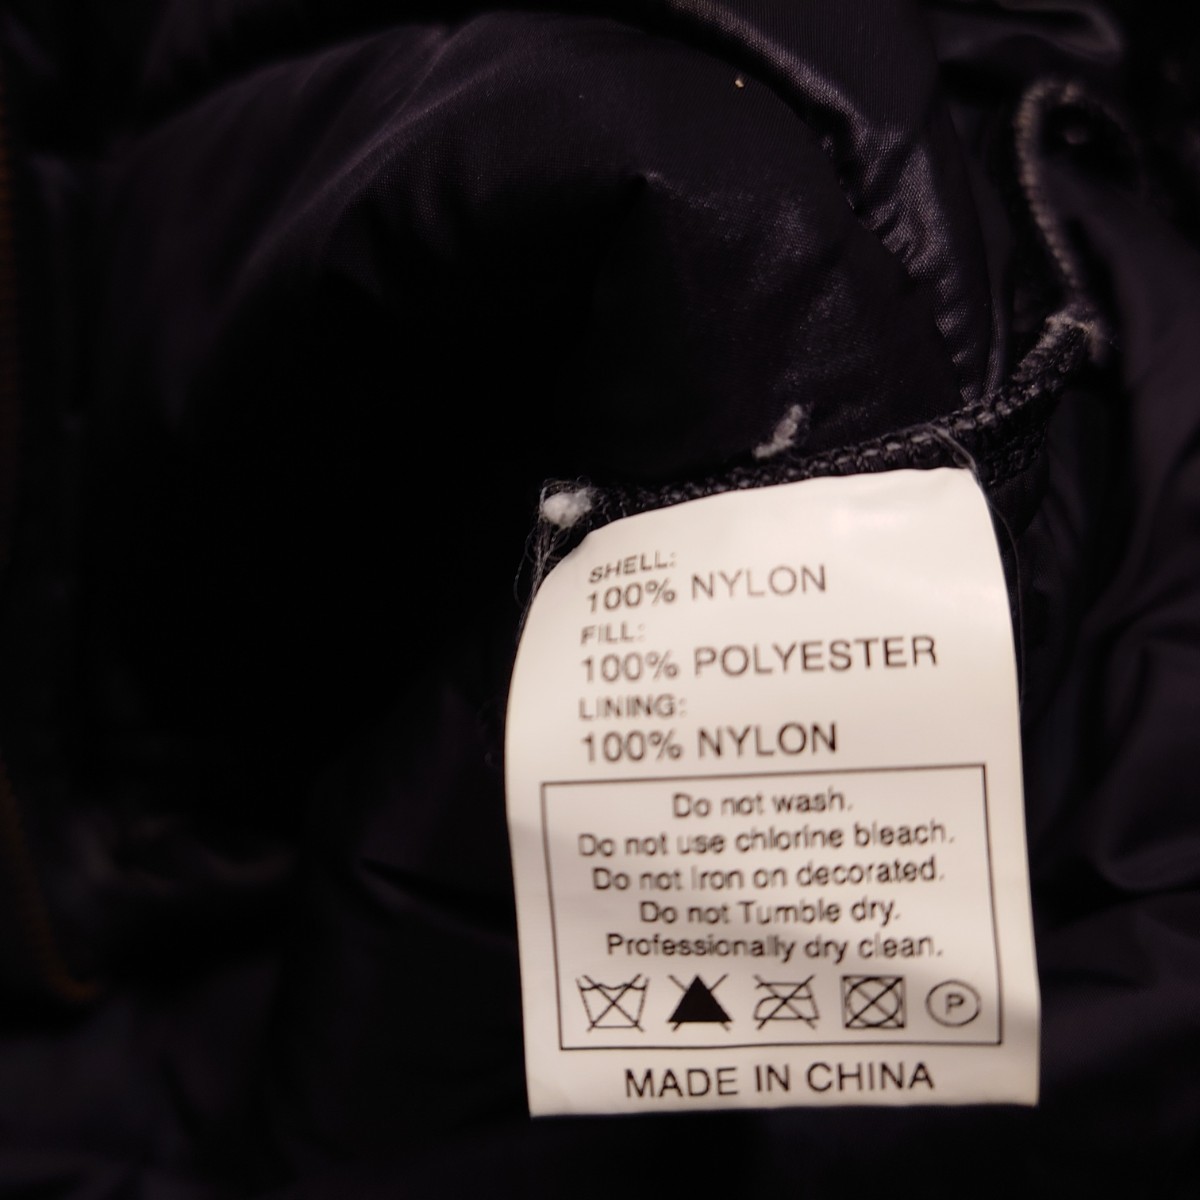 SHELL:
100% NYLON
FILL:
100% POLYESTER
LINING:
100% NYLON
Do not wash.
Do not use chlorine bleach.
Do not Iron on decorated.
Do not Tumble dry.
Professionally dry clean.
P
MADE IN CHINA